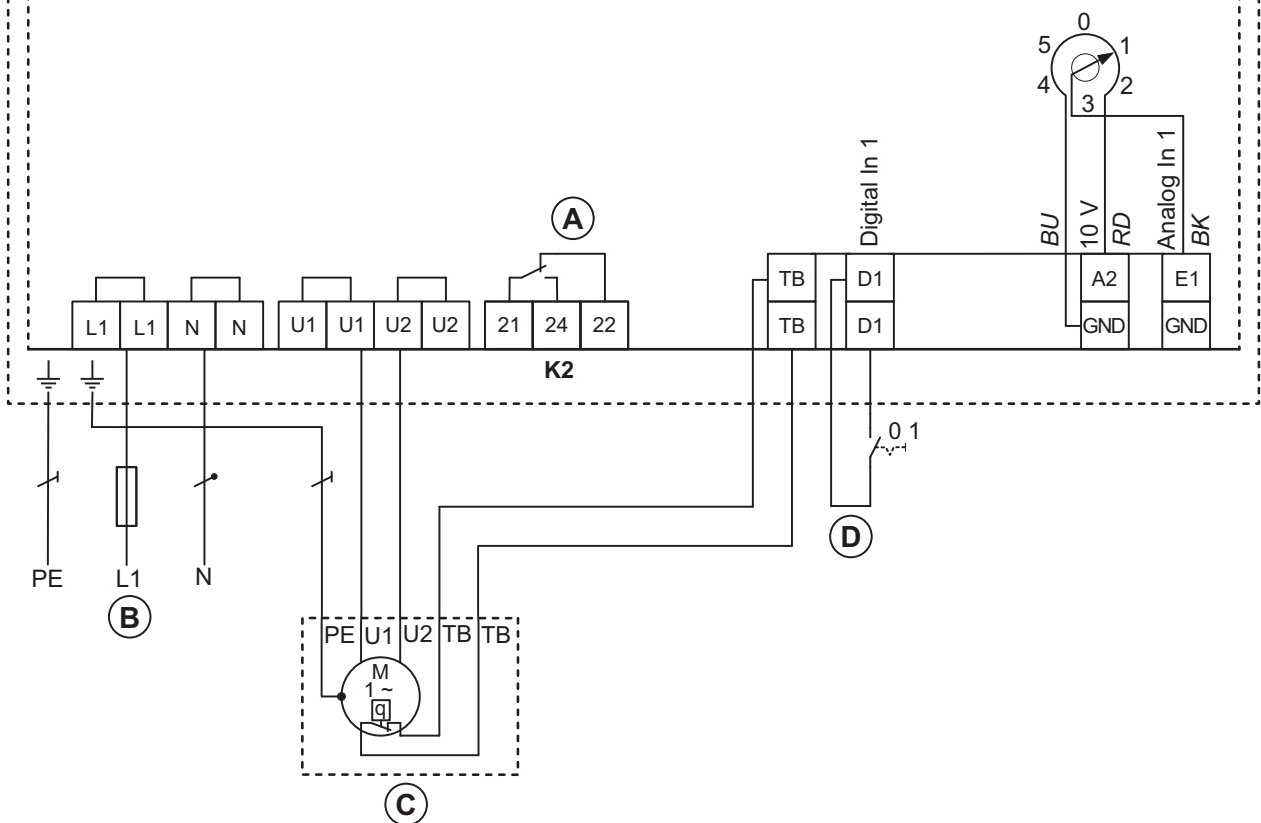 0
5 1
4 2
3
Digital In 1
BU
10 V
RD
Analog In 1
BK
A
TB D1 A2 E1
L1 L1 N N U1 U1 U2 U2 21 24 22 TB D1 GND GND
K2
0 1
D
PE L1 N
B
PE U1 U2 TB TB
M
1 ~
q
C